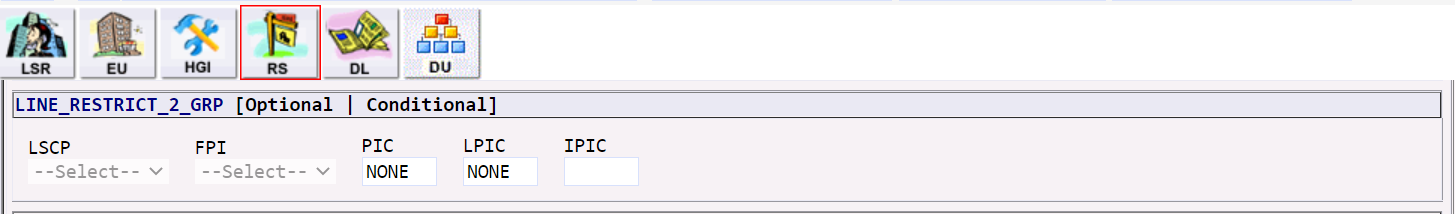 LSR EU HGI RS DL DU
LINE_RESTRICT_2_GRP [Optional | Conditional]
LSCP FPI PIC LPIC IPIC
--Select-- --Select-- NONE NONE